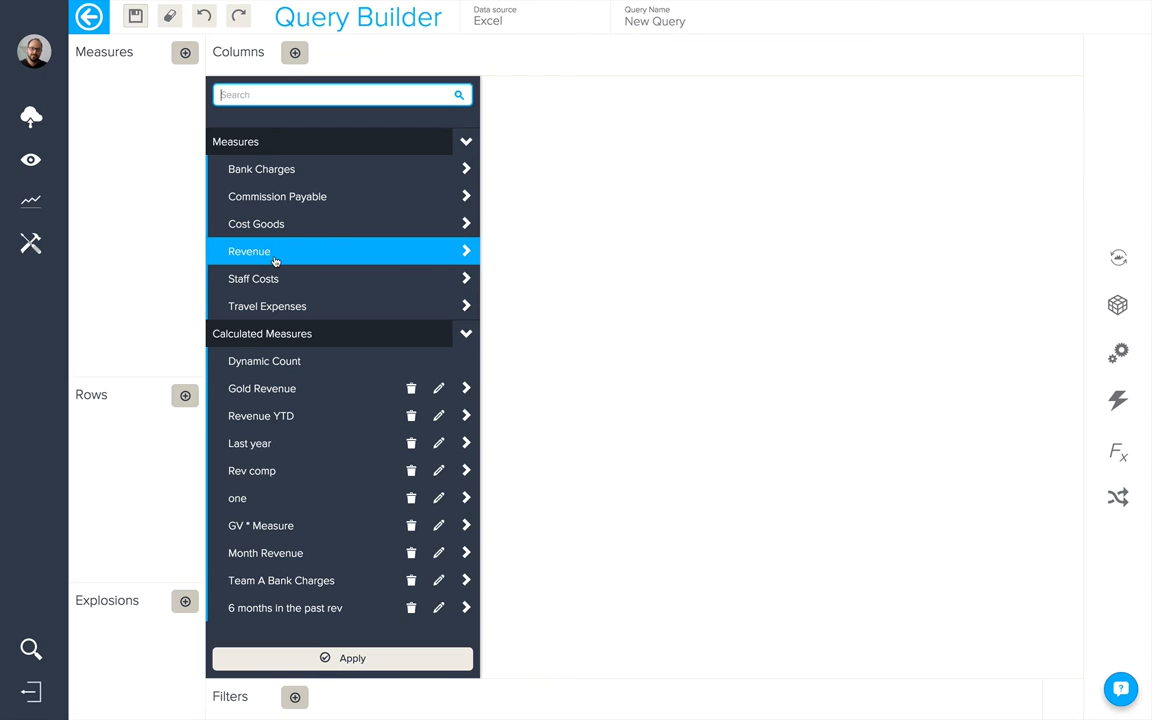 Query Builder
Data source
Excel
Query Name
New Query
Measures
Columns
Search
Measures
Bank Charges
Commission Payable
Cost Goods
Revenue
Staff Costs
Travel Expenses
Calculated Measures
Dynamic Count
Gold Revenue
Revenue YTD
Last year
Rev comp
one
GV * Measure
Month Revenue
Team A Bank Charges
6 months in the past rev
Apply
Rows
Explosions
Filters
Fx